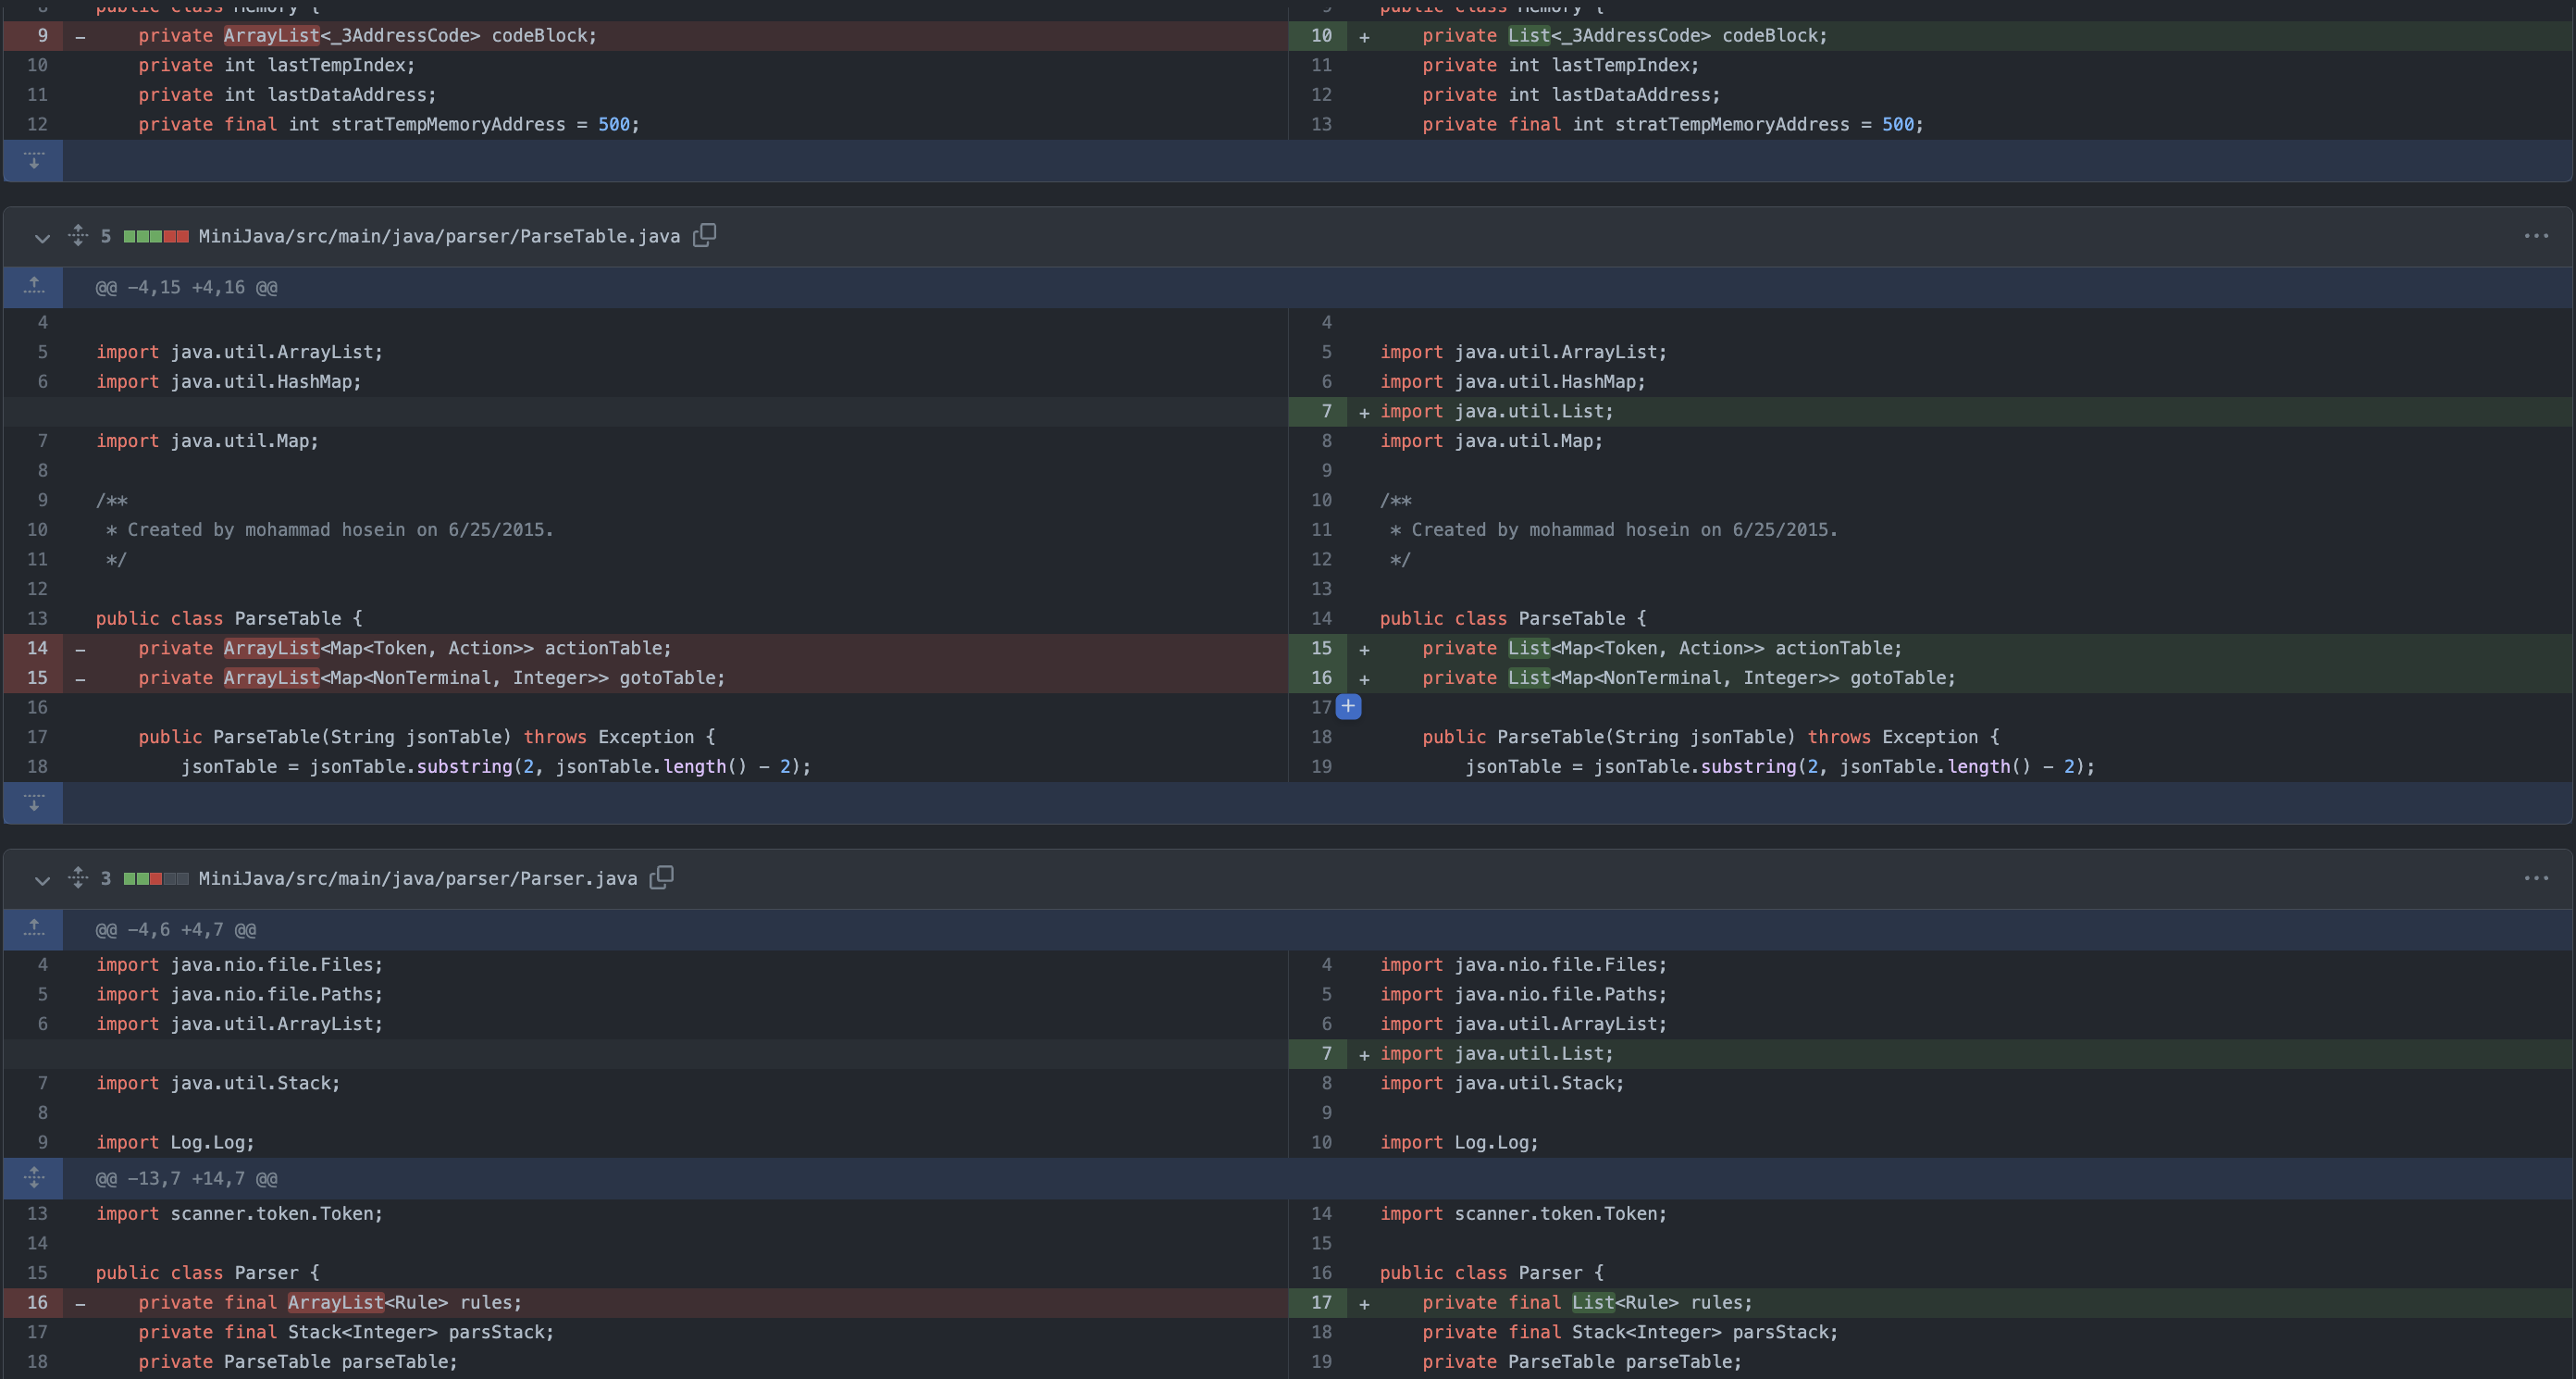 8 public class Memory { 9 public class Memory {
9 - private ArrayList<_3AddressCode> codeBlock; 10 + private List<_3AddressCode> codeBlock;
10 private int lastTempIndex; 11 private int lastTempIndex;
11 private int lastDataAddress; 12 private int lastDataAddress;
12 private final int stratTempMemoryAddress = 500; 13 private final int stratTempMemoryAddress = 500;
5 MiniJava/src/main/java/parser/ParseTable.java
@@ -4,15 +4,16 @@
4 4
5 import java.util.ArrayList; 5 import java.util.ArrayList;
6 import java.util.HashMap; 6 import java.util.HashMap;
7 + import java.util.List;
7 import java.util.Map; 8 import java.util.Map;
8 9
9 /** 10 /**
10 * Created by mohammad hosein on 6/25/2015. 11 * Created by mohammad hosein on 6/25/2015.
11 */ 12 */
12 13
13 public class ParseTable { 14 public class ParseTable {
14 - private ArrayList<Map<Token, Action>> actionTable; 15 + private List<Map<Token, Action>> actionTable;
15 - private ArrayList<Map<NonTerminal, Integer>> gotoTable; 16 + private List<Map<NonTerminal, Integer>> gotoTable;
16 17 +
17 public ParseTable(String jsonTable) throws Exception { 18 public ParseTable(String jsonTable) throws Exception {
18 jsonTable = jsonTable.substring(2, jsonTable.length() - 2); 19 jsonTable = jsonTable.substring(2, jsonTable.length() - 2);
3 MiniJava/src/main/java/parser/Parser.java
@@ -4,6 +4,7 @@
4 import java.nio.file.Files; 4 import java.nio.file.Files;
5 import java.nio.file.Paths; 5 import java.nio.file.Paths;
6 import java.util.ArrayList; 6 import java.util.ArrayList;
7 + import java.util.List;
7 import java.util.Stack; 8 import java.util.Stack;
8 9
9 import Log.Log; 10 import Log.Log;
@@ -13,7 +14,7 @@
13 import scanner.token.Token; 14 import scanner.token.Token;
14 15
15 public class Parser { 16 public class Parser {
16 - private final ArrayList<Rule> rules; 17 + private final List<Rule> rules;
17 private final Stack<Integer> parsStack; 18 private final Stack<Integer> parsStack;
18 private ParseTable parseTable; 19 private ParseTable parseTable;